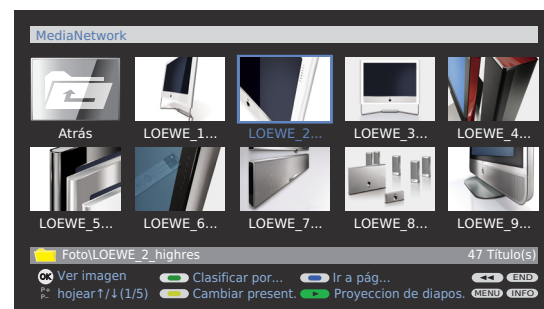 MediaNetwork
Atrás LOEWE_1... LOEWE_2... LOEWE_3... LOEWE_4...
LOEWE_5... LOEWE_6... LOEWE_7... LOEWE_8... LOEWE_9...
Foto\LOEWE_2_highres 47 Título(s)
OK Ver imagen Clasificar por... Ir a pág... ◄◄ END
P+ P– hojear↑/↓(1/5) Cambiar present. ► Proyeccion de diapos. MENU INFO